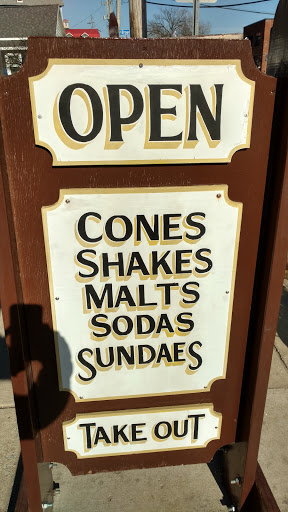 OPEN
CONES
SHAKES
MALTS
SODAS
SUNDAES
TAKE OUT